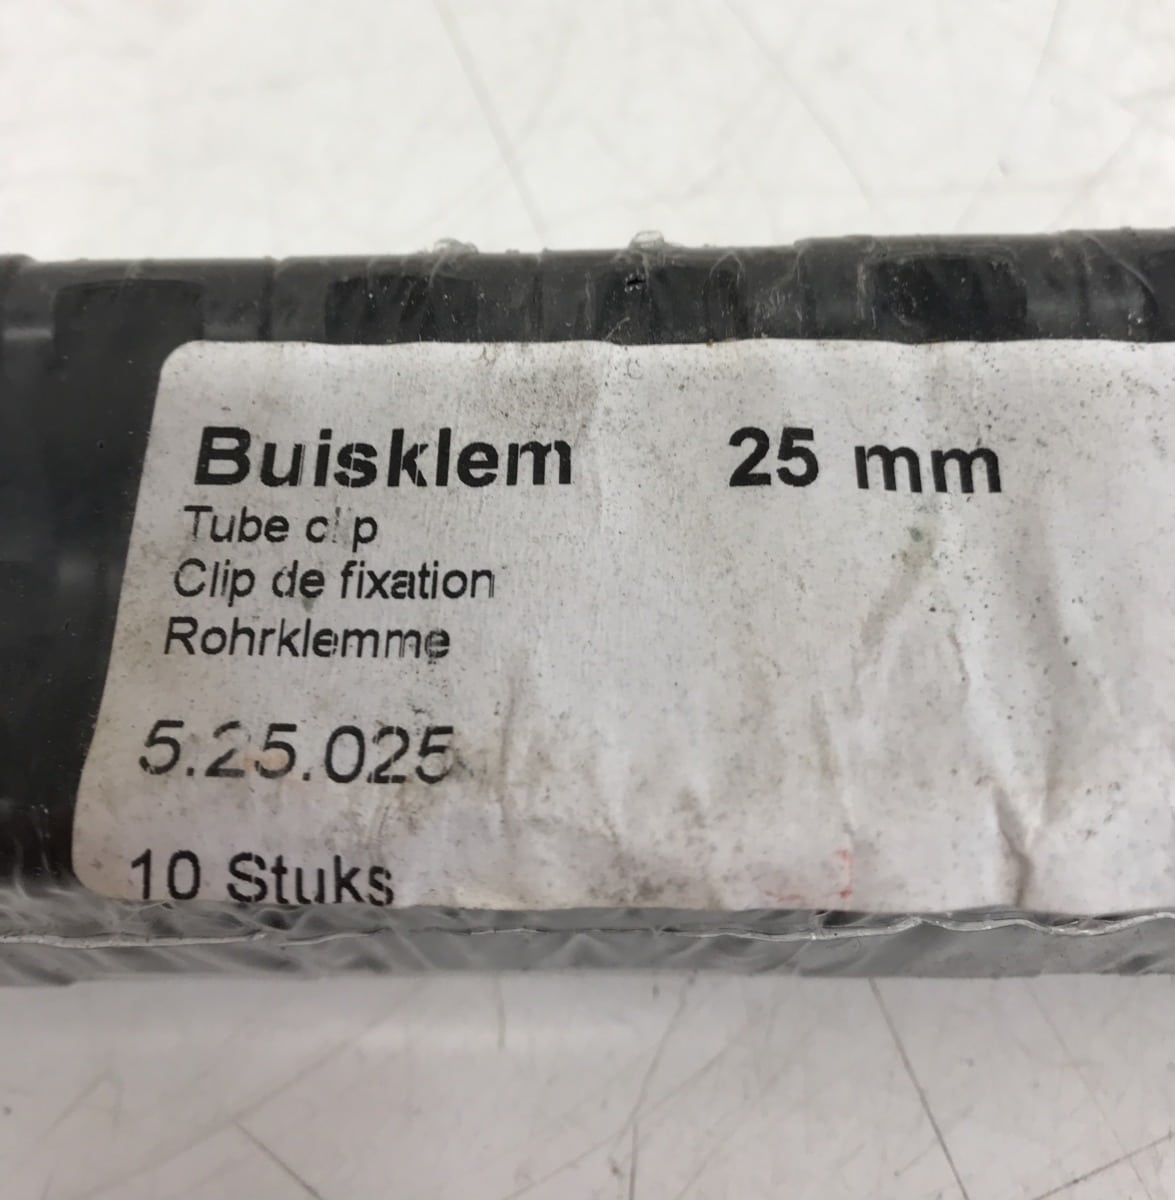 Buisklem 25 mm
Tube clip
Clip de fixation
Rohrklemme
5.25.025
10 Stuks